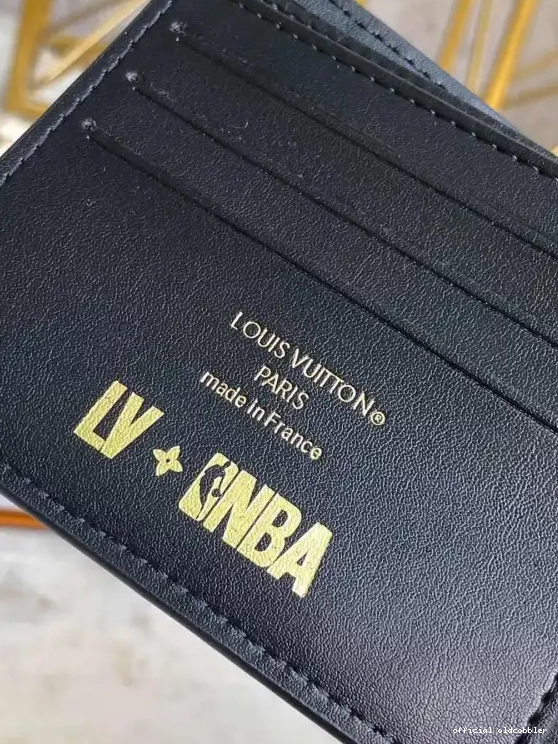 LOUIS VUITTON®
PARIS
made in France
LV NBA
official oldcobbler